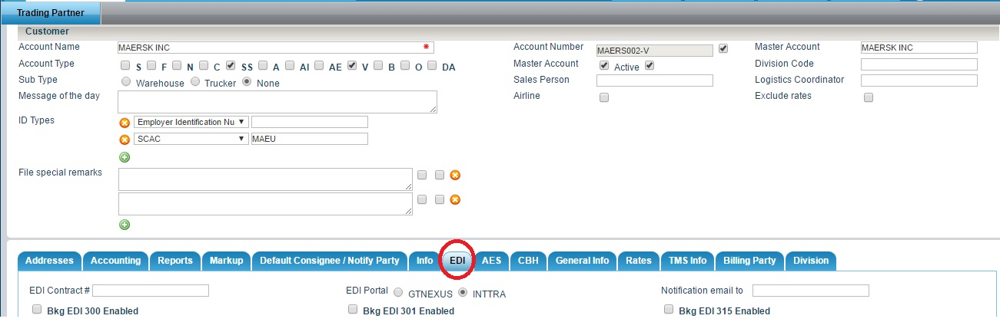 Trading Partner
Customer
Account Name MAERSK INC * Account Number MAERS002-V Master Account MAERSK INC
Account Type S F N C SS A AI AE V B O DA Master Account Active Division Code
Sub Type Warehouse Trucker None Sales Person Logistics Coordinator
Message of the day Airline Exclude rates
ID Types Employer Identification Nu
SCAC MAEU
File special remarks
Addresses Accounting Reports Markup Default Consignee / Notify Party Info EDI AES CBH General Info Rates TMS Info Billing Party Division
EDI Contract # EDI Portal GTNEXUS INTTRA Notification email to
Bkg EDI 300 Enabled Bkg EDI 301 Enabled Bkg EDI 315 Enabled